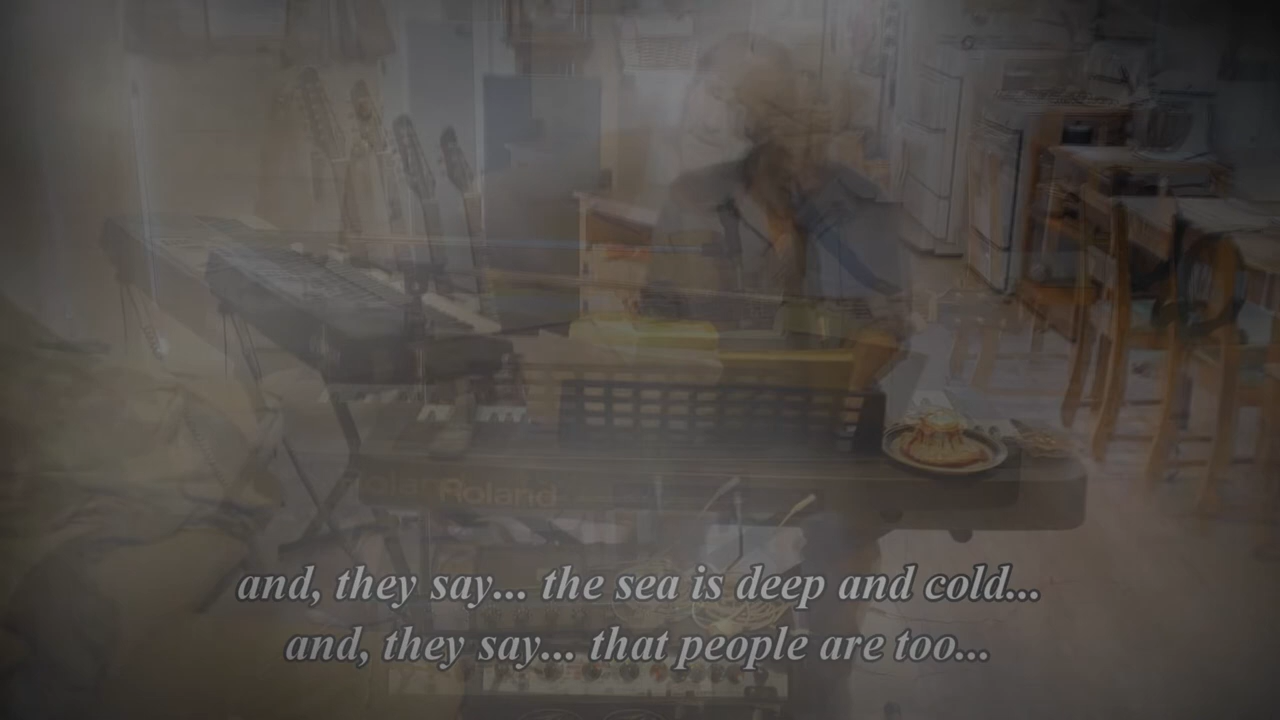 Roland
and, they say... the sea is deep and cold...
and, they say... that people are too...